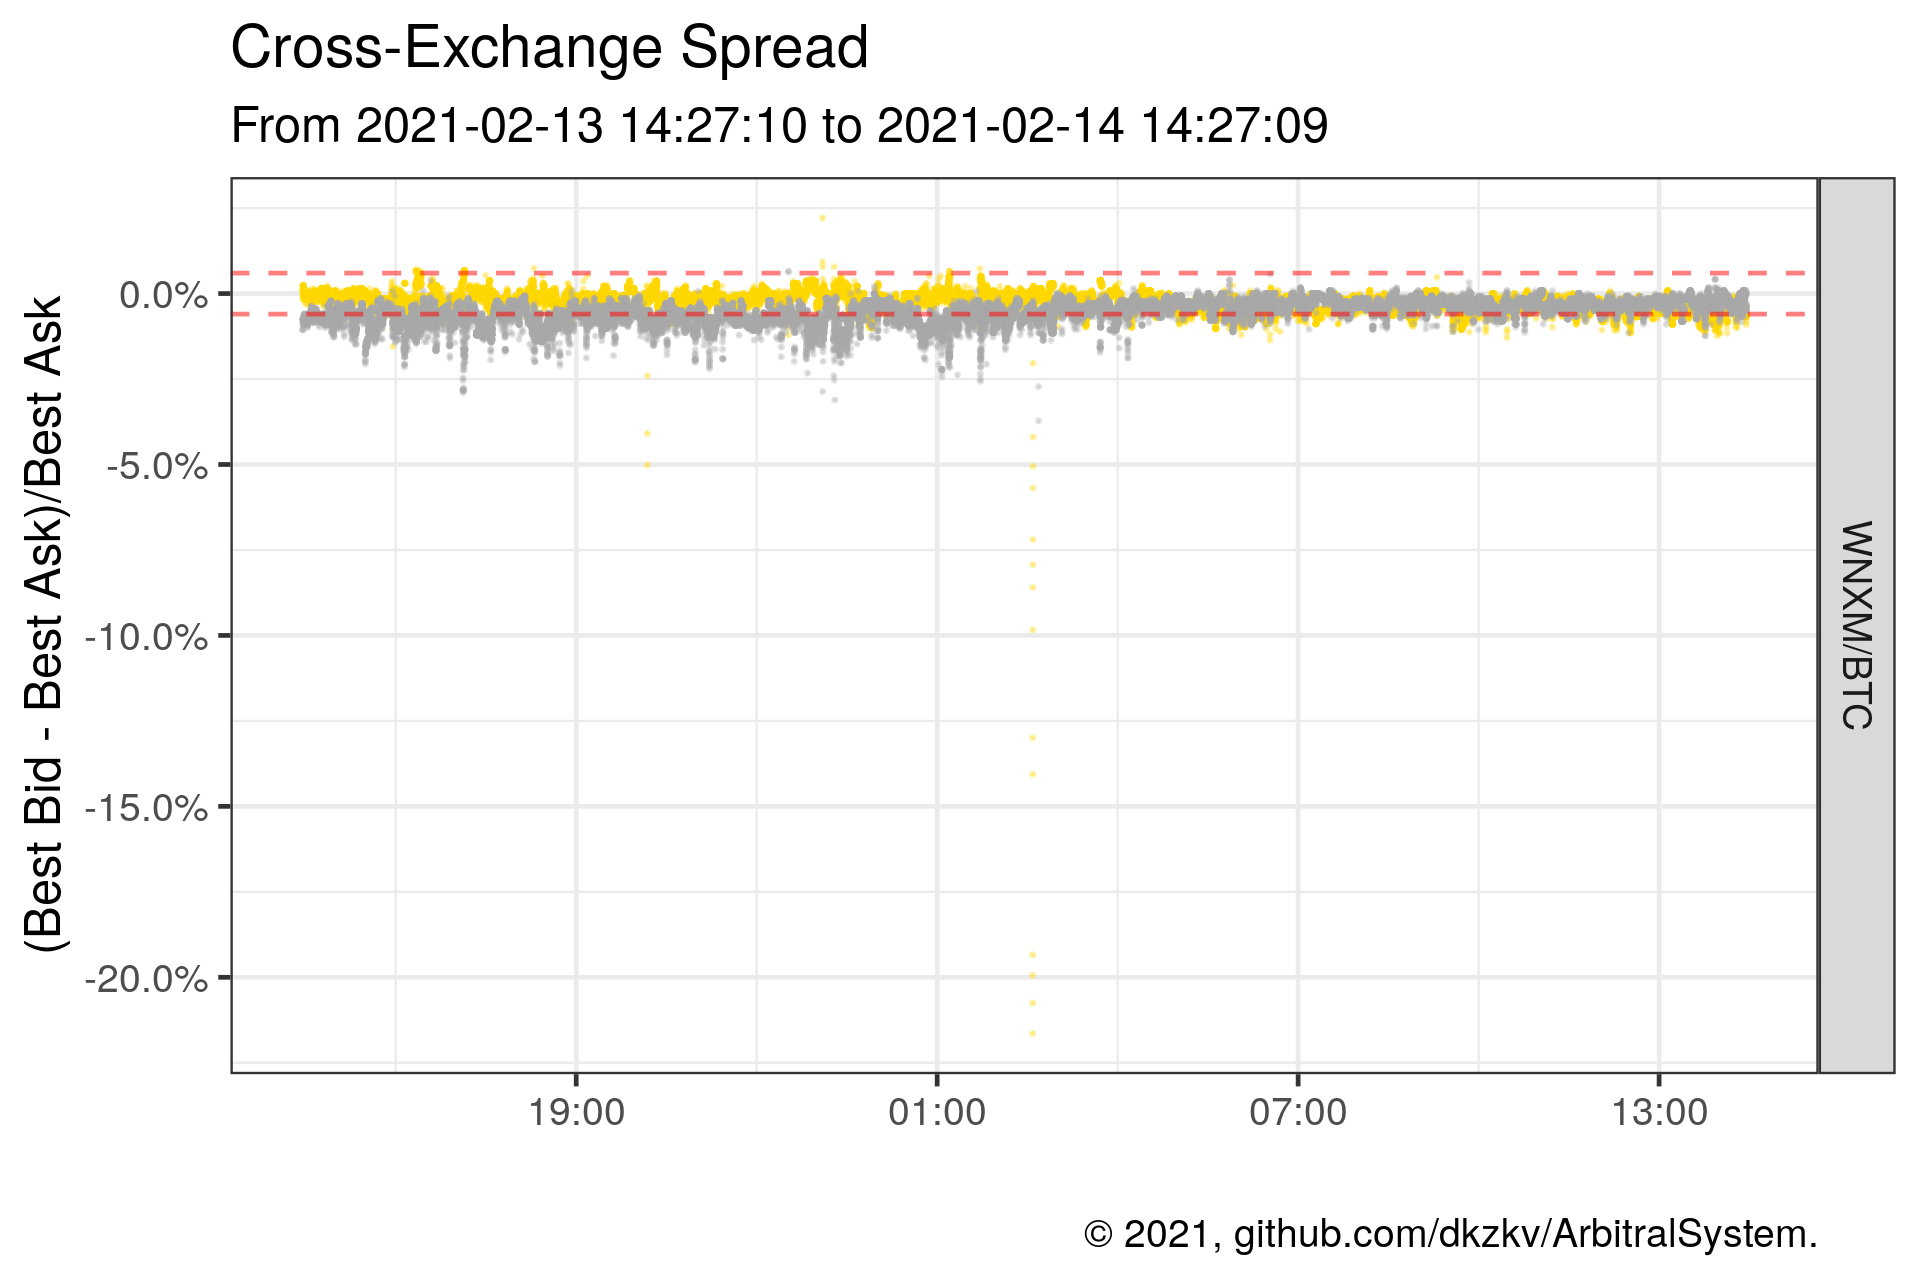 Cross-Exchange Spread
From 2021-02-13 14:27:10 to 2021-02-14 14:27:09
(Best Bid - Best Ask)/Best Ask
0.0%
-5.0%
-10.0%
-15.0%
-20.0%
WNXM/BTC
19:00
01:00
07:00
13:00
© 2021, github.com/dkzkv/ArbitralSystem.